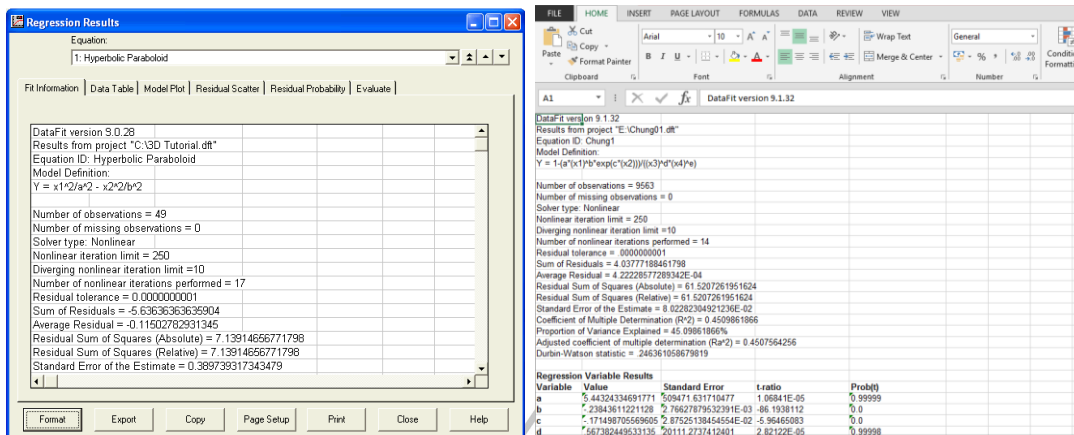 Regression Results
Equation:
1: Hyperbolic Paraboloid
Fit Information Data Table Model Plot Residual Scatter Residual Probability Evaluate
DataFit version 9.0.28
Results from project "C:\3D Tutorial.dft"
Equation ID: Hyperbolic Paraboloid
Model Definition:
Y = x1^2/a^2 - x2^2/b^2
Number of observations = 49
Number of missing observations = 0
Solver type: Nonlinear
Nonlinear iteration limit = 250
Diverging nonlinear iteration limit =10
Number of nonlinear iterations performed = 17
Residual tolerance = 0.0000000001
Sum of Residuals = -5.63636363635904
Average Residual = -0.11502782931345
Residual Sum of Squares (Absolute) = 7.13914656771798
Residual Sum of Squares (Relative) = 7.13914656771798
Standard Error of the Estimate = 0.389739317343479
Format Export Copy Page Setup Print Close Help
FILE HOME INSERT PAGE LAYOUT FORMULAS DATA REVIEW VIEW
Cut
Copy
Format Painter
Paste
Arial 10
B I U
Wrap Text
Merge & Center
General
$ % ,
Conditi
Formatti
Clipboard Font Alignment Number
A1 fx DataFit version 9.1.32
DataFit version 9.1.32
Results from project "E:\Chung01.dft"
Equation ID: Chung1
Model Definition:
Y = 1-(a*(x1)^b*exp(c*(x2)))/((x3)^d*(x4)^e)
Number of observations = 9563
Number of missing observations = 0
Solver type: Nonlinear
Nonlinear iteration limit = 250
Diverging nonlinear iteration limit =10
Number of nonlinear iterations performed = 14
Residual tolerance = .0000000001
Sum of Residuals = 4.03777188461798
Average Residual = 4.22228577289342E-04
Residual Sum of Squares (Absolute) = 61.5207261951624
Residual Sum of Squares (Relative) = 61.5207261951624
Standard Error of the Estimate = 8.02282304921236E-02
Coefficient of Multiple Determination (R^2) = 0.4509861866
Proportion of Variance Explained = 45.09861866%
Adjusted coefficient of multiple determination (Ra^2) = 0.4507564256
Durbin-Watson statistic = .246361058679819
Regression Variable Results
Variable Value Standard Error t-ratio Prob(t)
a 5.44324334691771 509471.631710477 1.06841E-05 0.99999
b -.23843611221128 2.76627879532391E-03 -86.1938112 0.0
c -.171498705569605 2.87525138454554E-02 -5.96465083 0.0
d .567382449533135 20111.2737412401 2.82122E-05 0.99998